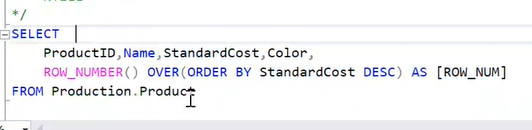 */
SELECT
ProductID,Name,StandardCost,Color,
ROW_NUMBER() OVER(ORDER BY StandardCost DESC) AS [ROW_NUM]
FROM Production.Product